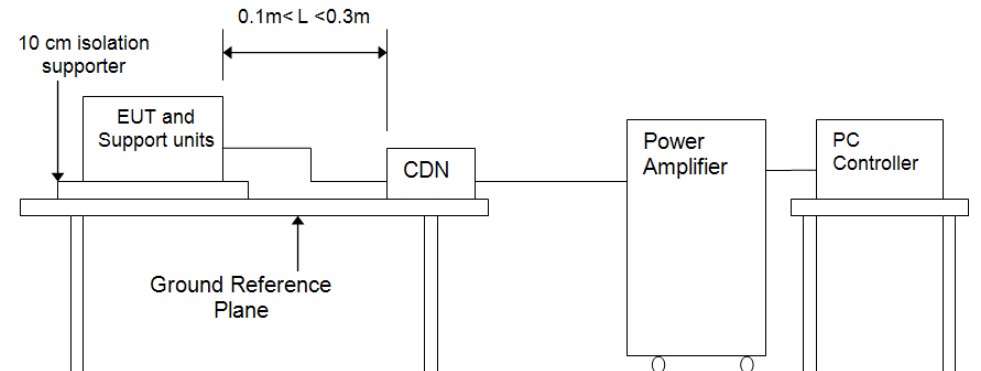 0.1m< L <0.3m
10 cm isolation
supporter
EUT and
Support units
CDN
Power
Amplifier
PC
Controller
Ground Reference
Plane